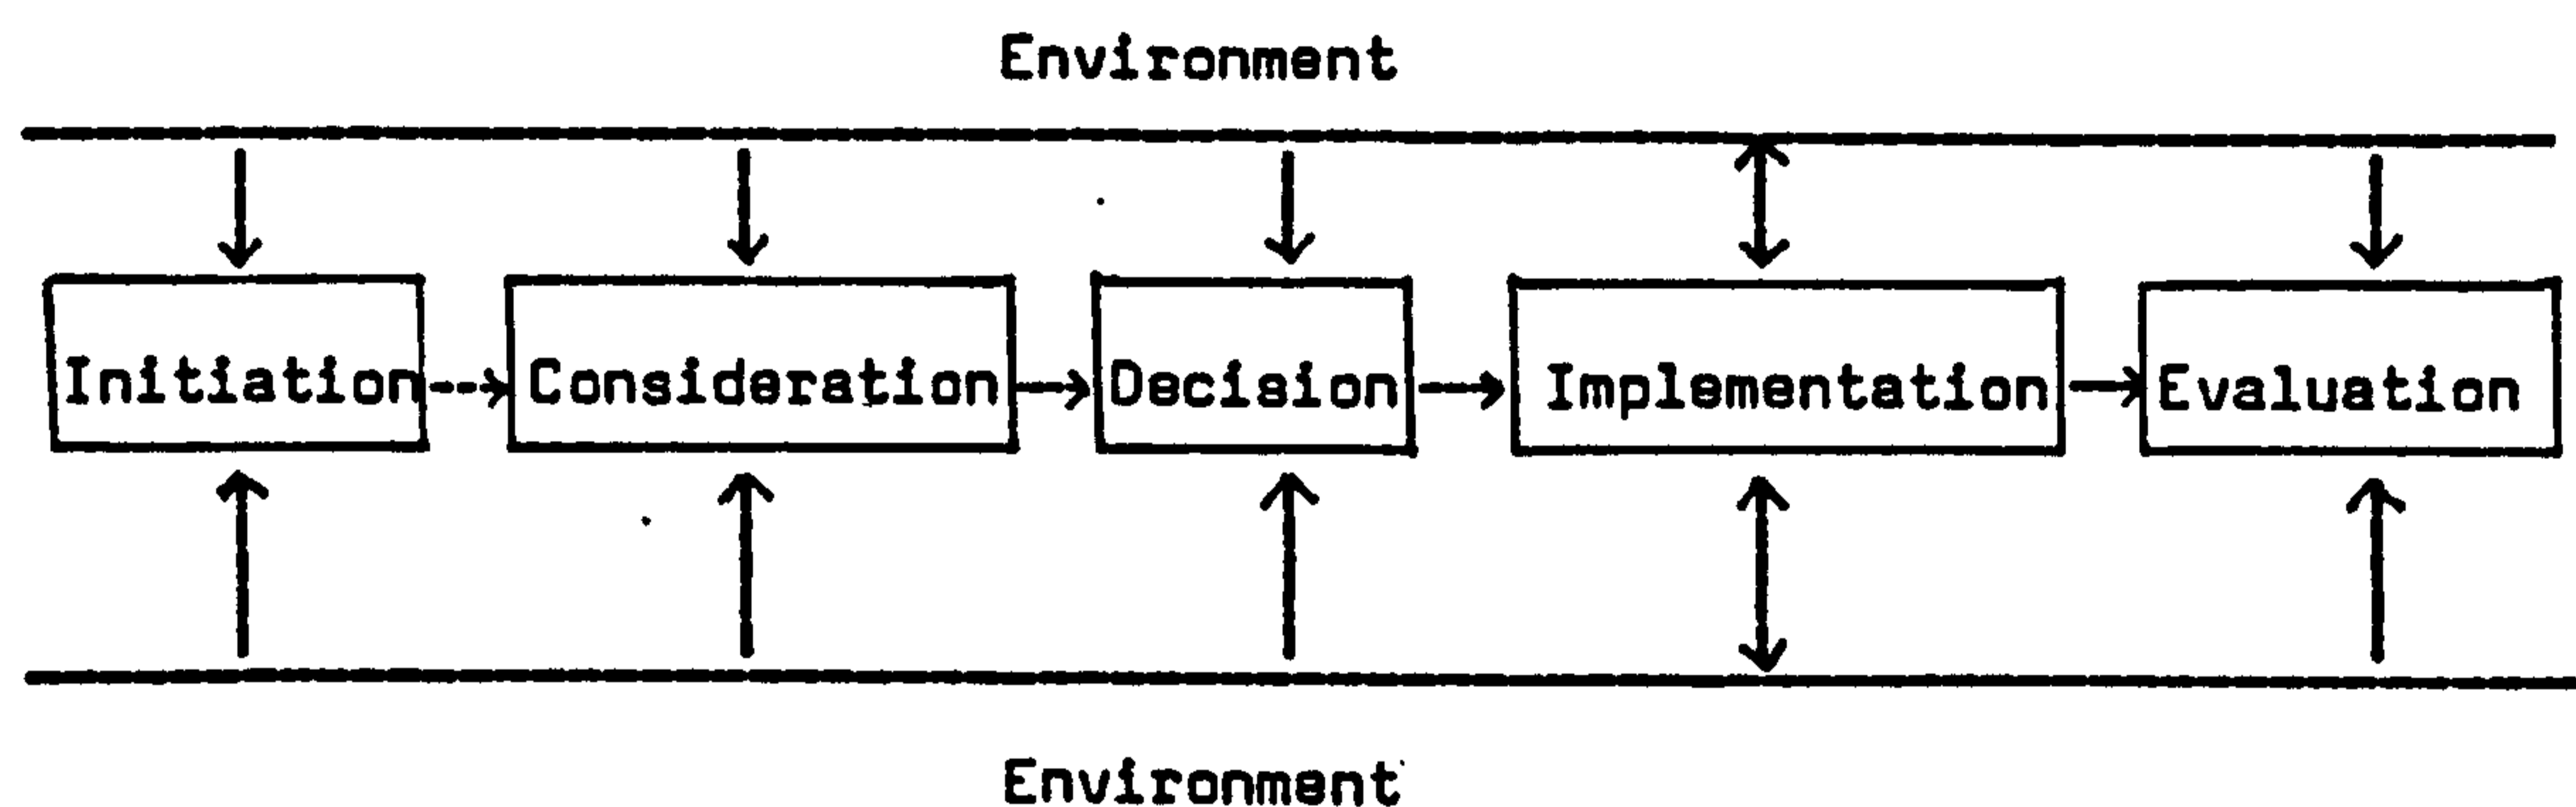 Environment
Initiation Consideration Decision Implementation Evaluation
Environment